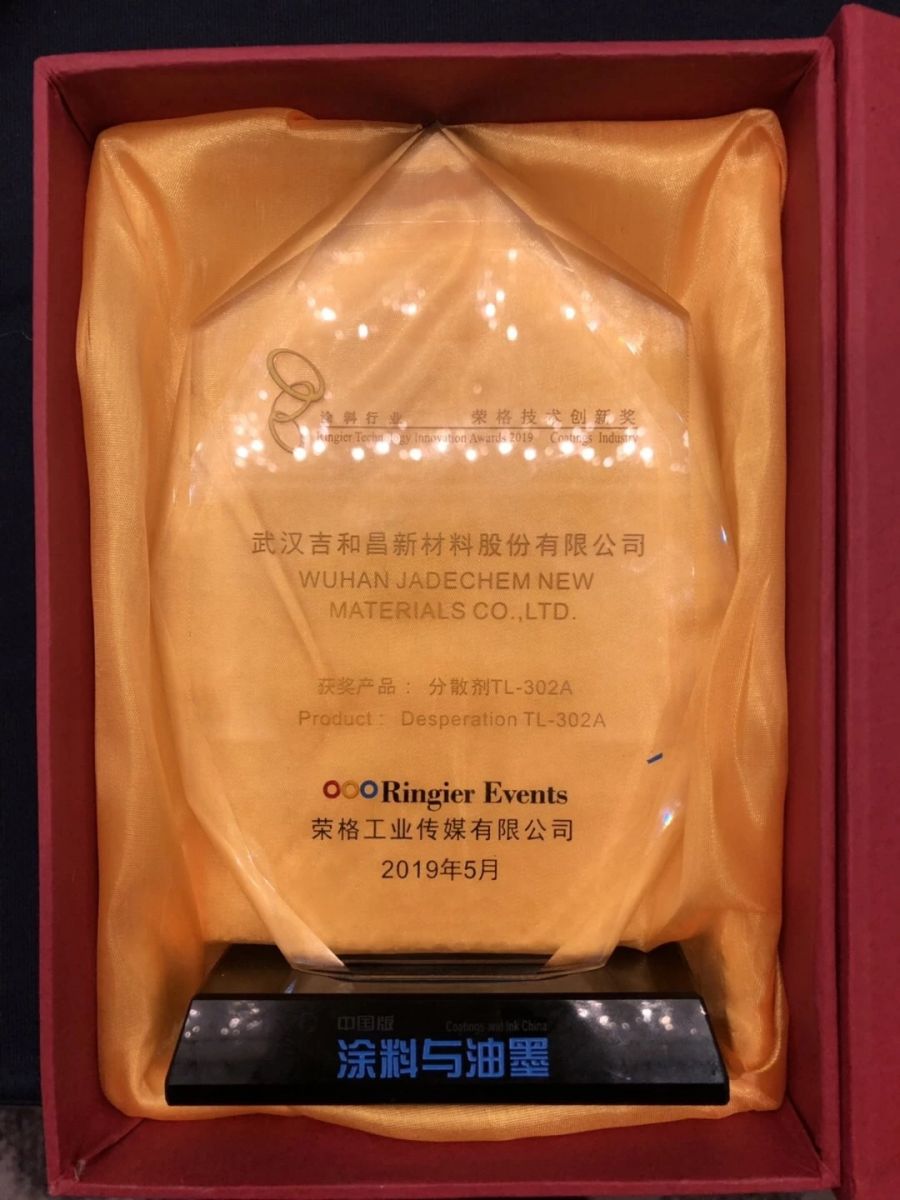 涂料行业 荣格技术创新奖
Ringier Technology Innovation Awards 2019 Coatings Industry
武汉吉和昌新材料股份有限公司
WUHAN JADECHEM NEW
MATERIALS CO.,LTD.
获奖产品： 分散剂TL-302A
Product： Desperation TL-302A
Ringier Events
荣格工业传媒有限公司
2019年5月
中国版 Coatings and Ink China
涂料与油墨